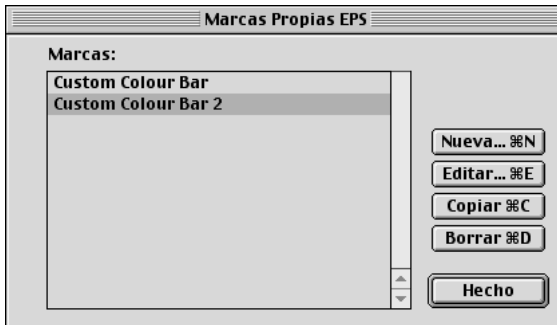 Marcas Propias EPS
Marcas:
Custom Colour Bar
Custom Colour Bar 2
Nueva... ⌘N
Editar... ⌘E
Copiar ⌘C
Borrar ⌘D
Hecho